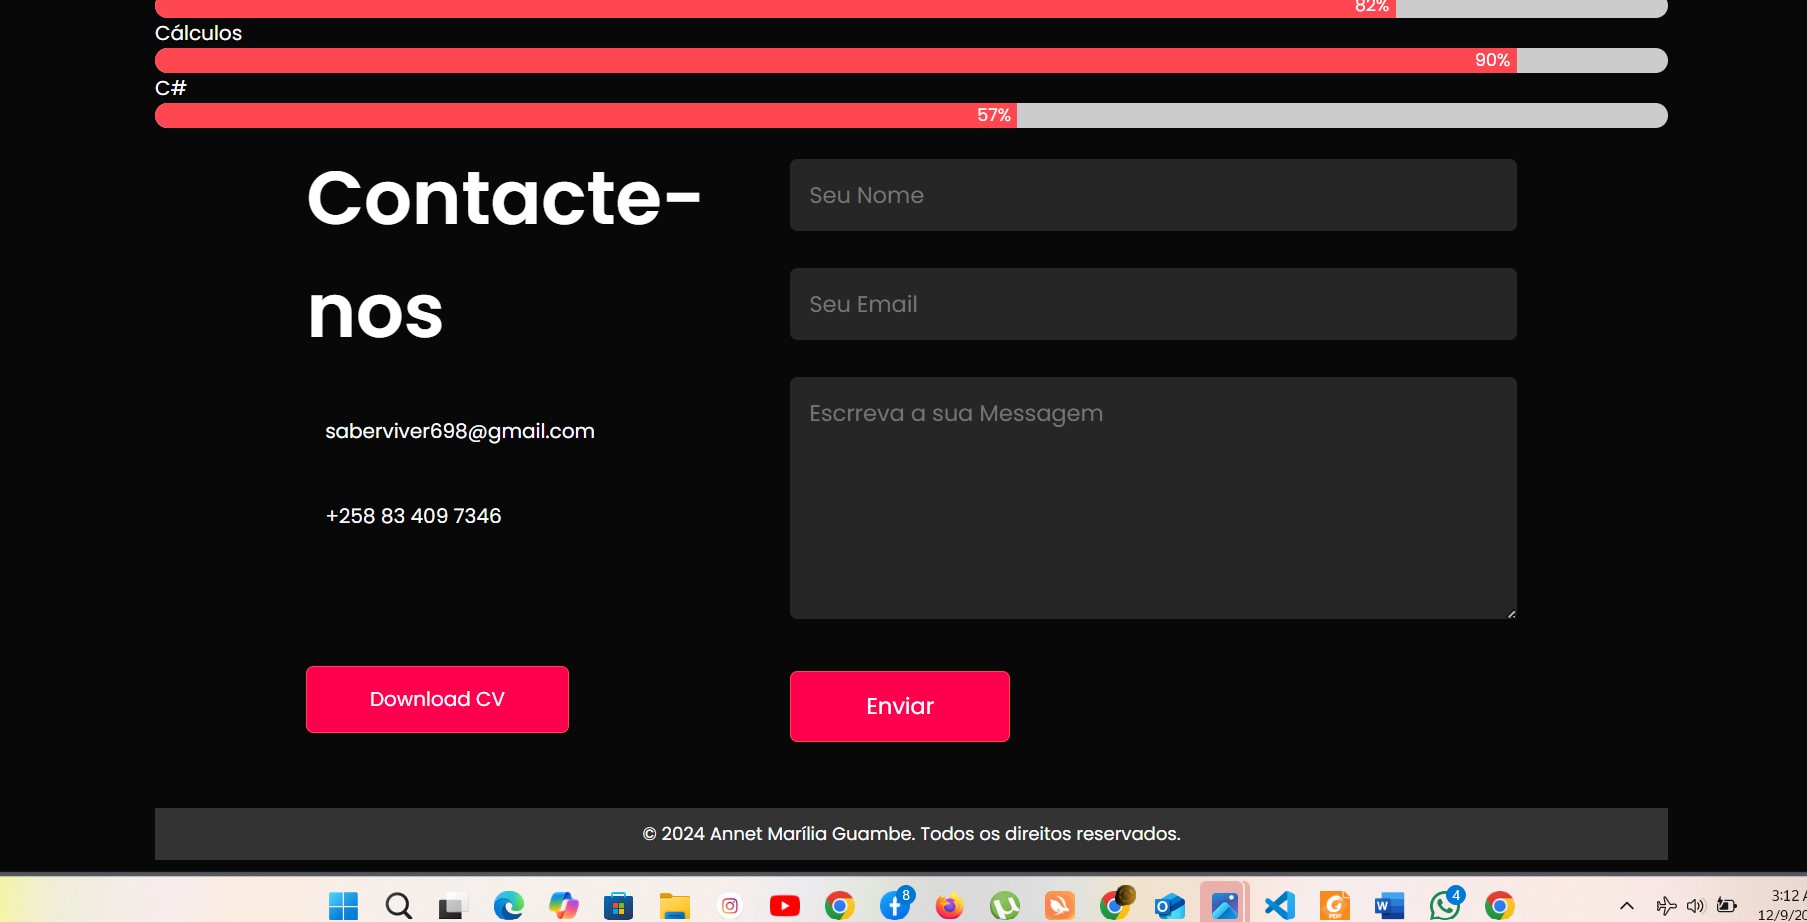 82%
Cálculos
90%
C#
57%
Contacte-
nos
saberviver698@gmail.com
+258 83 409 7346
Download CV
Seu Nome
Seu Email
Escrreva a sua Messagem
Enviar
© 2024 Annet Marília Guambe. Todos os direitos reservados.
8
4
3:12
12/9/20